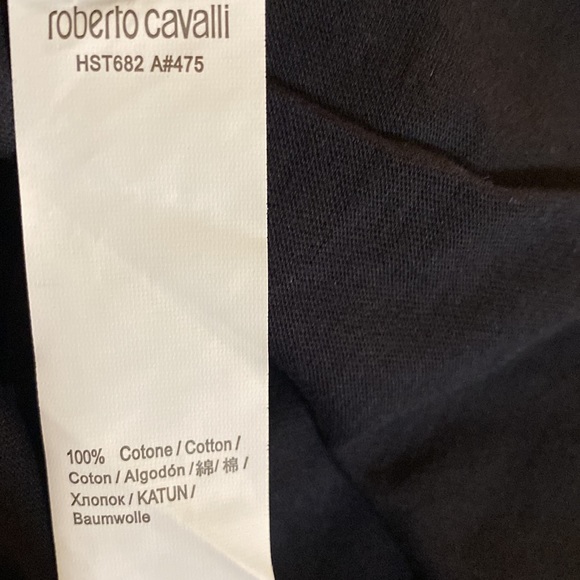 roberto cavalli
HST682 A#475
100% Cotone / Cotton /
Coton / Algodón / 綿/ 棉 /
Хлопок / KATUN /
Baumwolle